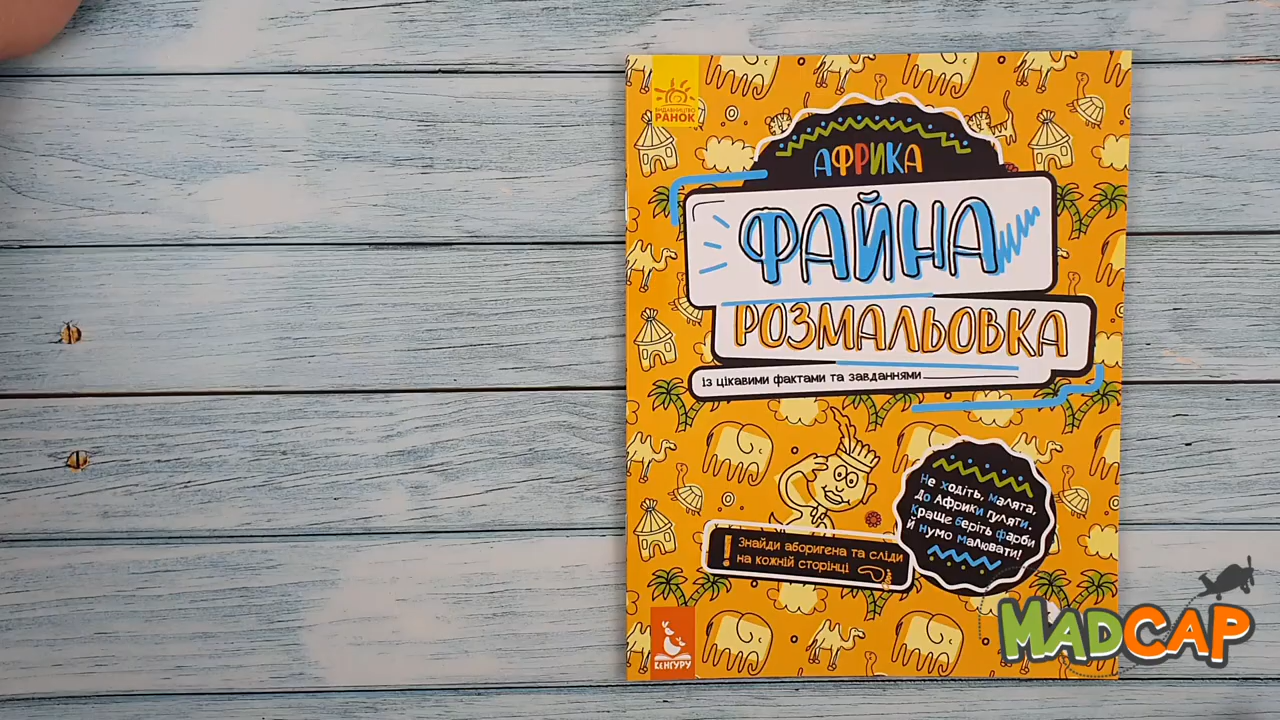 ВИДАВНИЦТВО
РАНОК
АФРИКА
ФАЙНА
РОЗМАЛЬОВКА
із цікавими фактами та завданнями
Не ходіть, малята,
до Африки гуляти.
Краще беріть фарби
й нумо малювати!
! Знайди аборигена та сліди
на кожній сторінці
КЕНГУРУ
MADCAP